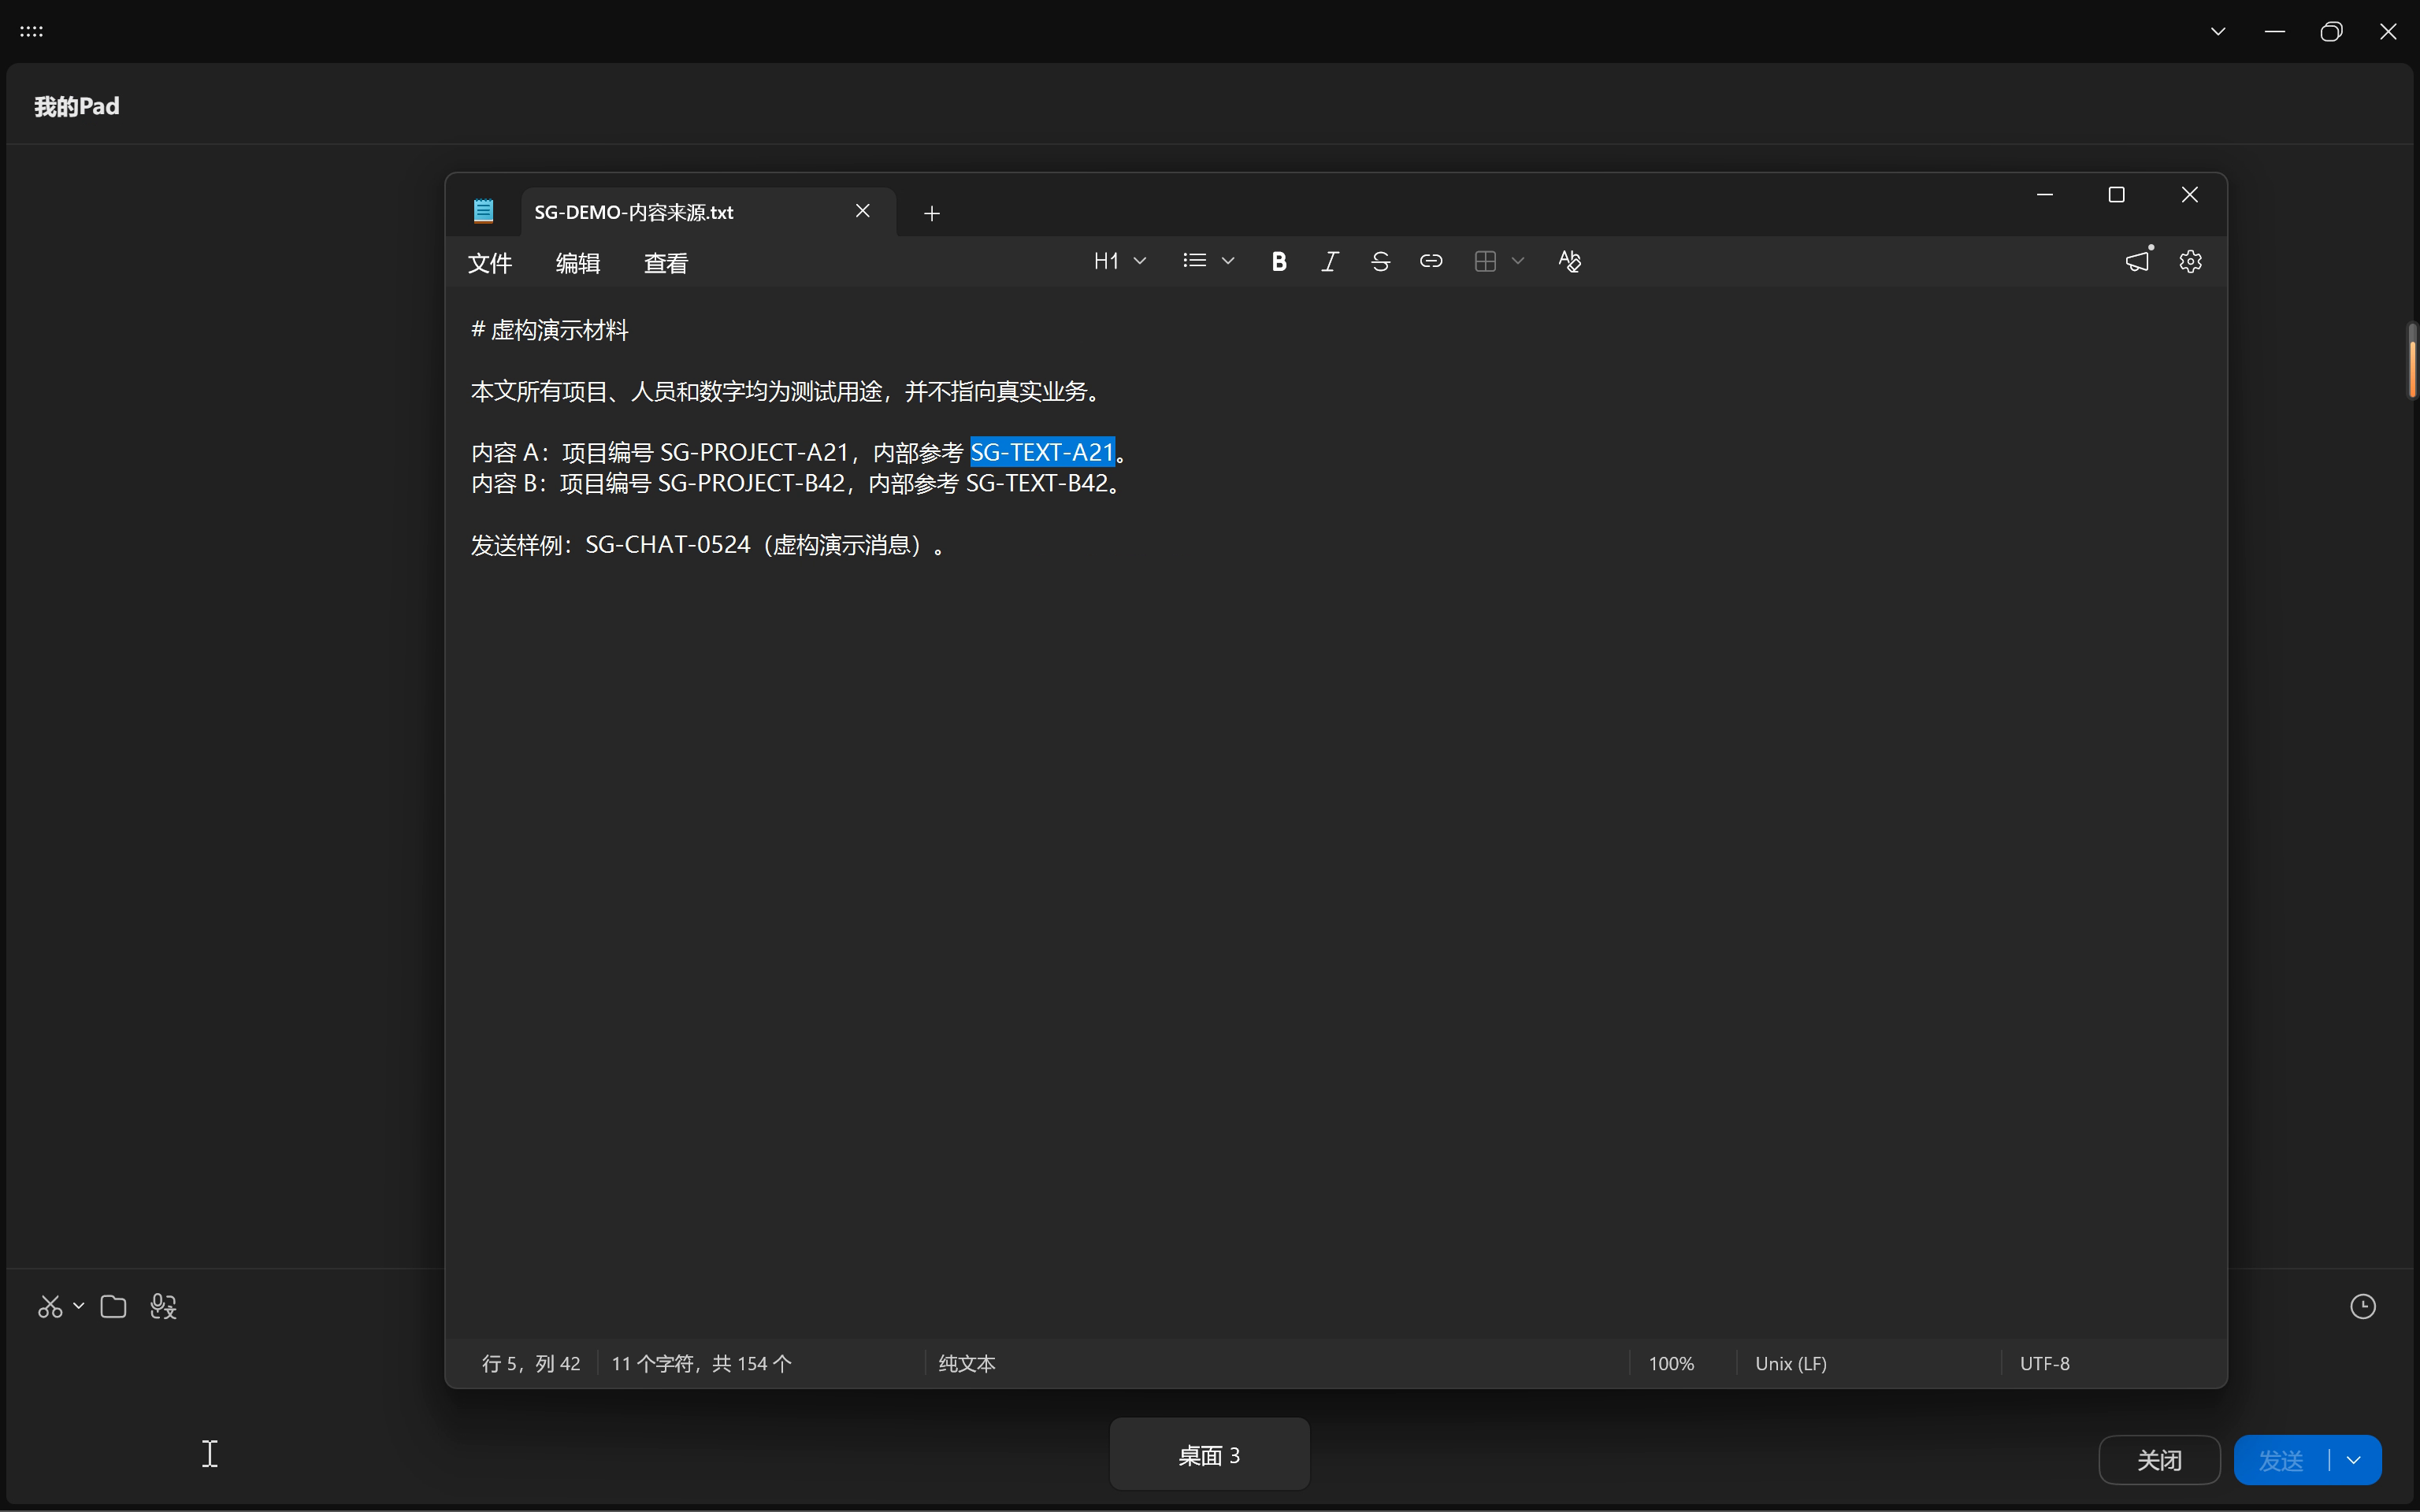 我的Pad
SG-DEMO-内容来源.txt
文件 编辑 查看 H1 B I S
# 虚构演示材料
本文所有项目、人员和数字均为测试用途，并不指向真实业务。
内容 A：项目编号 SG-PROJECT-A21，内部参考 SG-TEXT-A21。
内容 B：项目编号 SG-PROJECT-B42，内部参考 SG-TEXT-B42。
发送样例：SG-CHAT-0524（虚构演示消息）。
行 5，列 42 11 个字符，共 154 个 纯文本 100% Unix (LF) UTF-8
桌面 3
关闭 发送